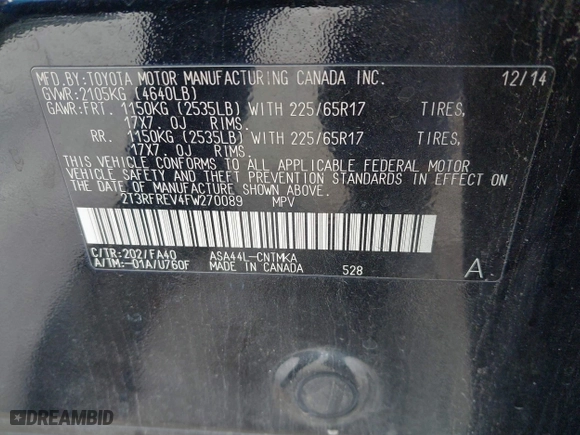 MFD.BY:TOYOTA MOTOR MANUFACTURING CANADA INC. 12/14
GVWR:2105KG (4640LB)
GAWR:FRT. 1150KG (2535LB) WITH 225/65R17 TIRES,
17X7 0J RIMS.
RR. 1150KG (2535LB) WITH 225/65R17 TIRES,
17X7 0J RIMS.
THIS VEHICLE CONFORMS TO ALL APPLICABLE FEDERAL MOTOR
VEHICLE SAFETY AND THEFT PREVENTION STANDARDS IN EFFECT ON
THE DATE OF MANUFACTURE SHOWN ABOVE.
2T3RFREV4FW270089 MPV
C/TR:202/FA40 ASA44L-CNTMKA
A/TM:-01A/U760F MADE IN CANADA 528 A
DREAMBID